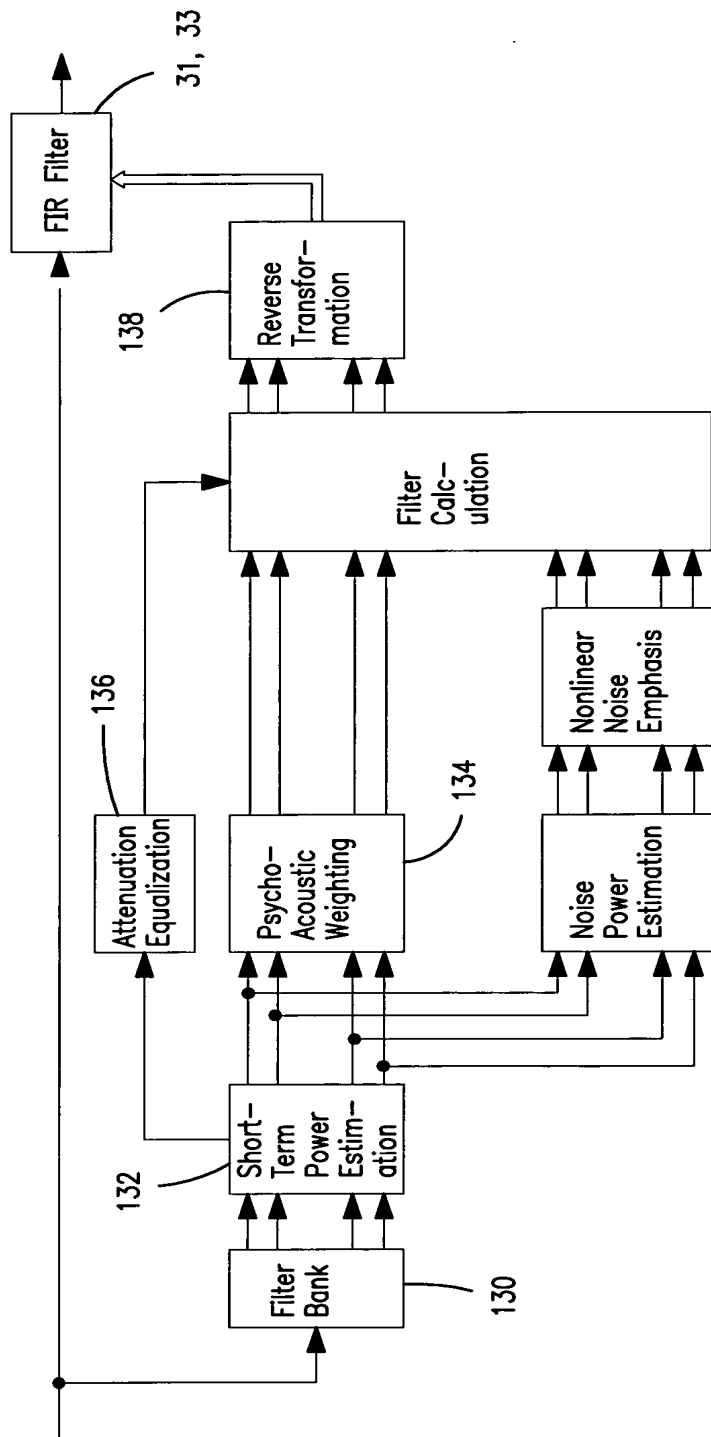 FIR Filter
31, 33
138
Reverse
Transfor-
mation
Filter
Calc-
ulation
136
Attenuation
Equalization
Psycho-
Acoustic
Weighting
134
Nonlinear
Noise
Emphasis
Noise
Power
Estimation
132
Short-
Term
Power
Estim-
ation
Filter
Bank
130